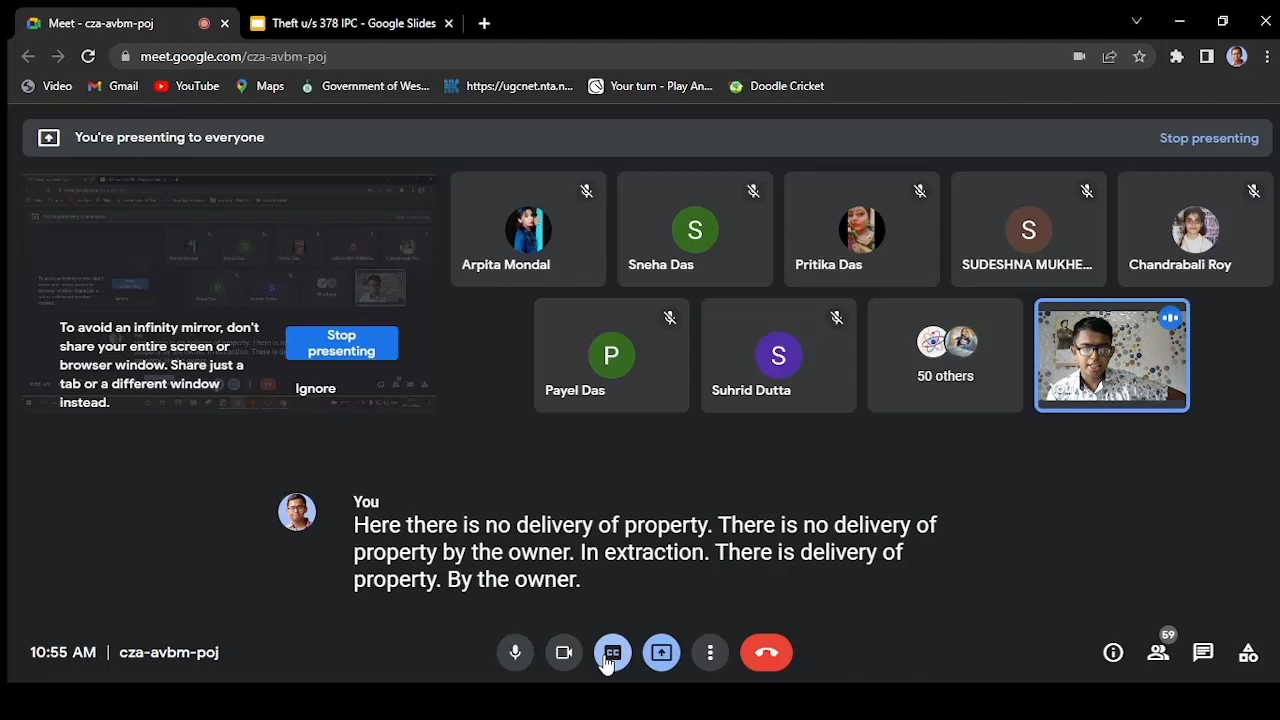 Meet - cza-avbm-poj
Theft u/s 378 IPC - Google Slides
meet.google.com/cza-avbm-poj
Video
Gmail
YouTube
Maps
Government of Wes...
https://ugcnet.nta.n...
Your turn - Play An...
Doodle Cricket
You're presenting to everyone
Stop presenting
Arpita Mondal
S
Sneha Das
Pritika Das
S
SUDESHNA MUKHE...
Chandrabali Roy
To avoid an infinity mirror, don't
share your entire screen or
browser window. Share just a
tab or a different window
instead.
Stop
presenting
Ignore
P
Payel Das
S
Suhrid Dutta
50 others
You
Here there is no delivery of property. There is no delivery of
property by the owner. In extraction. There is delivery of
property. By the owner.
10:55 AM | cza-avbm-poj
CC
59